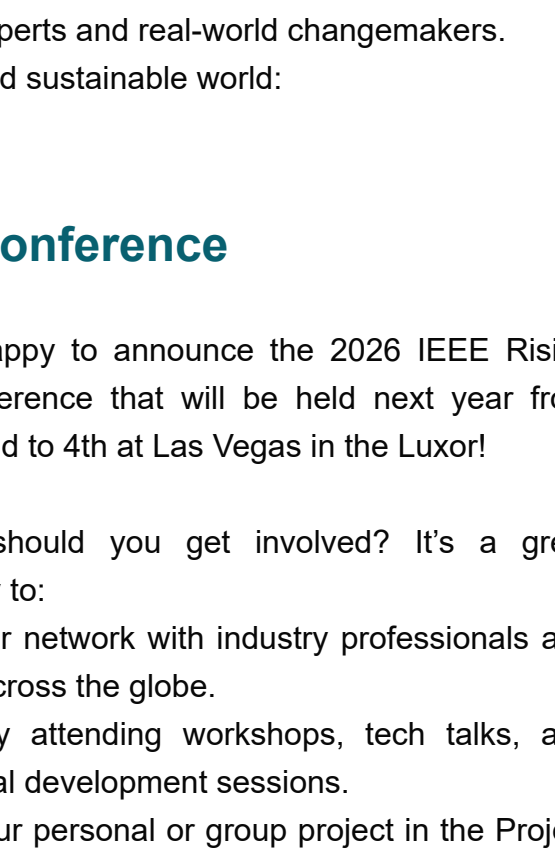 perts and real-world changemakers.
d sustainable world:
onference
appy to announce the 2026 IEEE Risi
erence that will be held next year fro
d to 4th at Las Vegas in the Luxor!
should you get involved? It’s a gre
y to:
r network with industry professionals a
cross the globe.
y attending workshops, tech talks, a
al development sessions.
ur personal or group project in the Proje